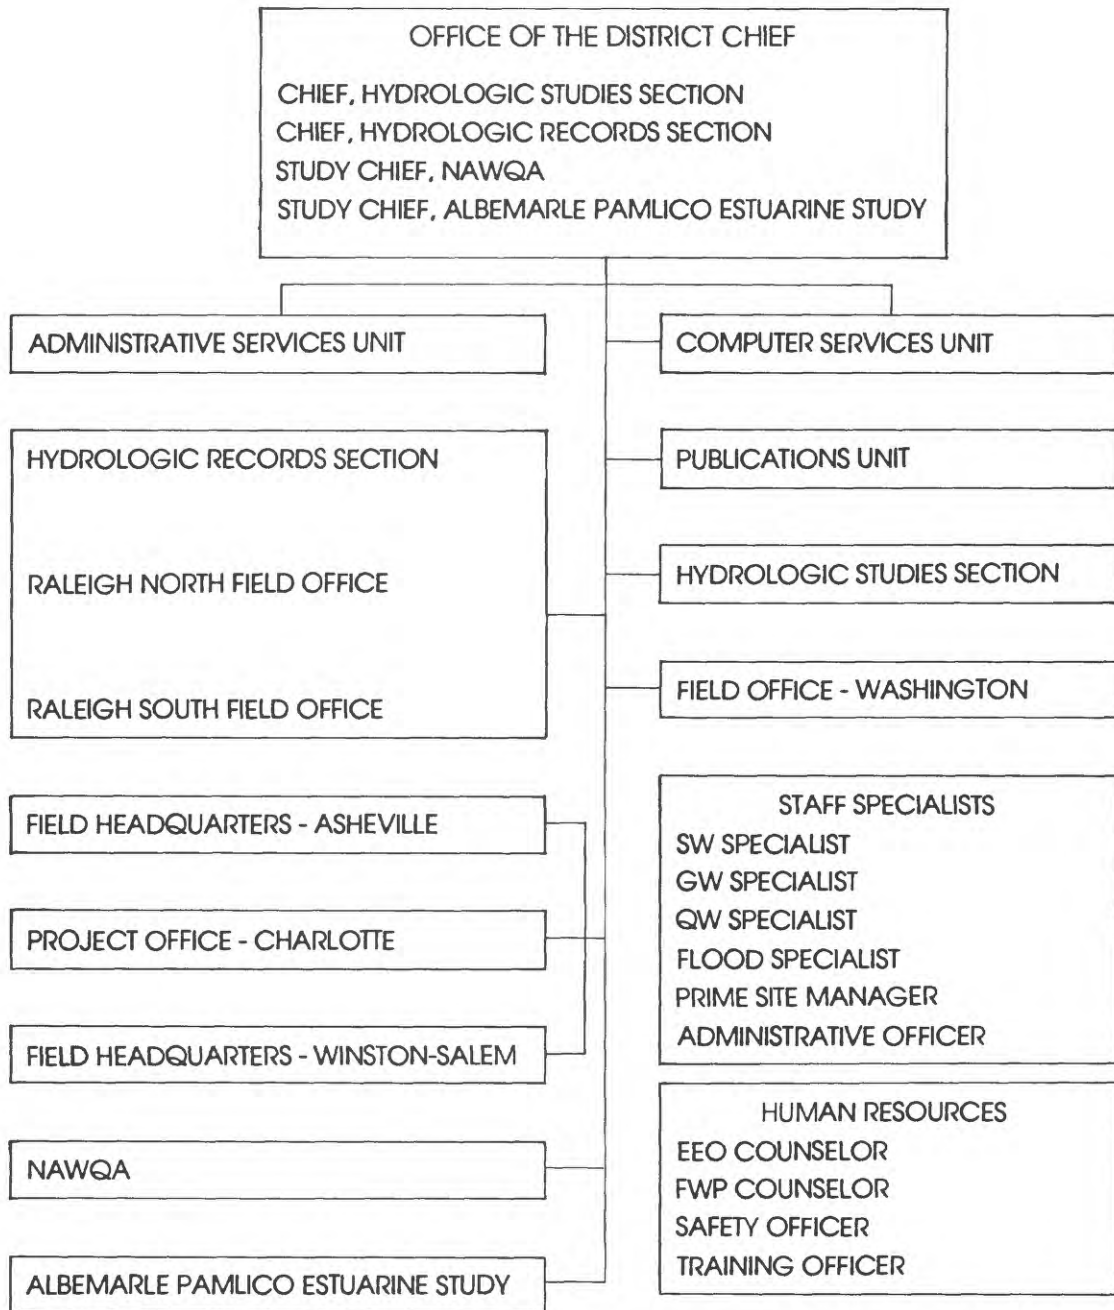 OFFICE OF THE DISTRICT CHIEF
CHIEF, HYDROLOGIC STUDIES SECTION
CHIEF, HYDROLOGIC RECORDS SECTION
STUDY CHIEF, NAWQA
STUDY CHIEF, ALBEMARLE PAMLICO ESTUARINE STUDY
ADMINISTRATIVE SERVICES UNIT
HYDROLOGIC RECORDS SECTION
RALEIGH NORTH FIELD OFFICE
RALEIGH SOUTH FIELD OFFICE
FIELD HEADQUARTERS - ASHEVILLE
PROJECT OFFICE - CHARLOTTE
FIELD HEADQUARTERS - WINSTON-SALEM
NAWQA
ALBEMARLE PAMLICO ESTUARINE STUDY
COMPUTER SERVICES UNIT
PUBLICATIONS UNIT
HYDROLOGIC STUDIES SECTION
FIELD OFFICE - WASHINGTON
STAFF SPECIALISTS
SW SPECIALIST
GW SPECIALIST
QW SPECIALIST
FLOOD SPECIALIST
PRIME SITE MANAGER
ADMINISTRATIVE OFFICER
HUMAN RESOURCES
EEO COUNSELOR
FWP COUNSELOR
SAFETY OFFICER
TRAINING OFFICER